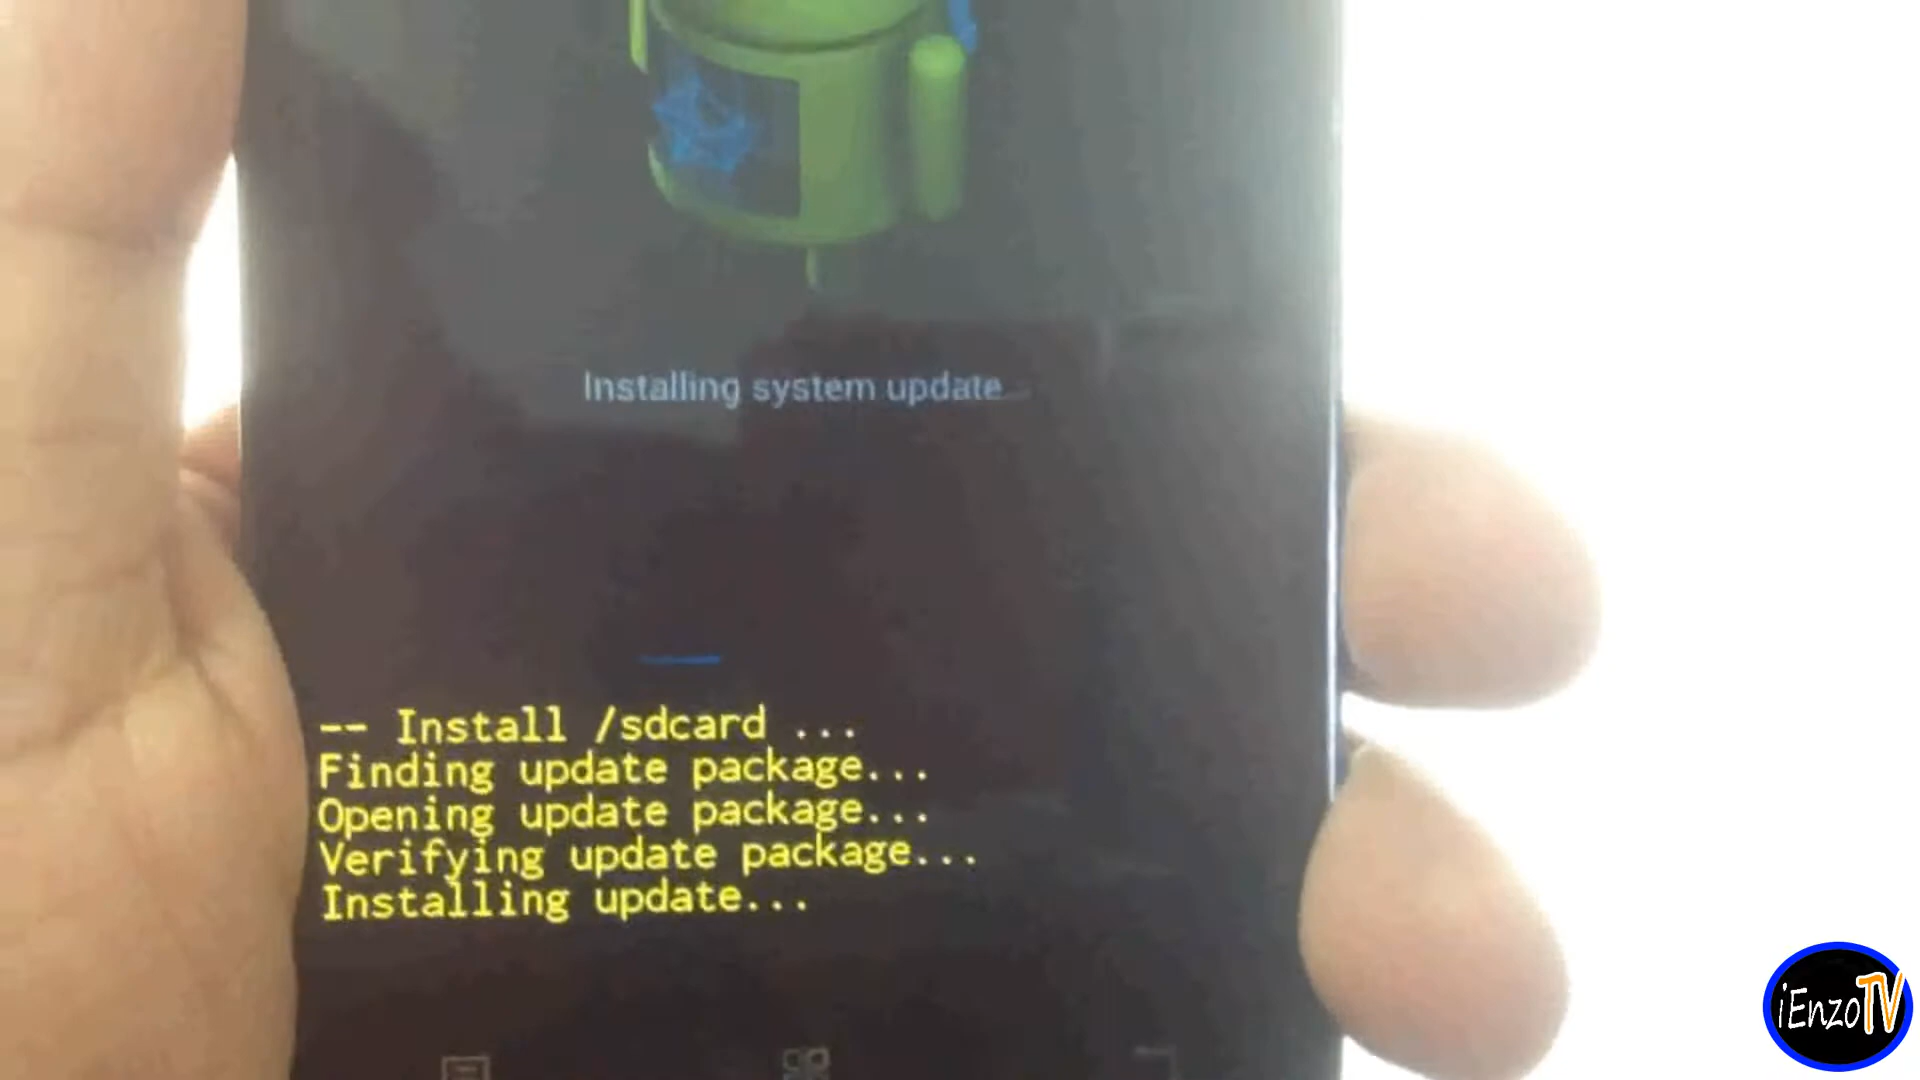 Installing system update...
-- Install /sdcard ...
Finding update package...
Opening update package...
Verifying update package...
Installing update...
iEnzoTV